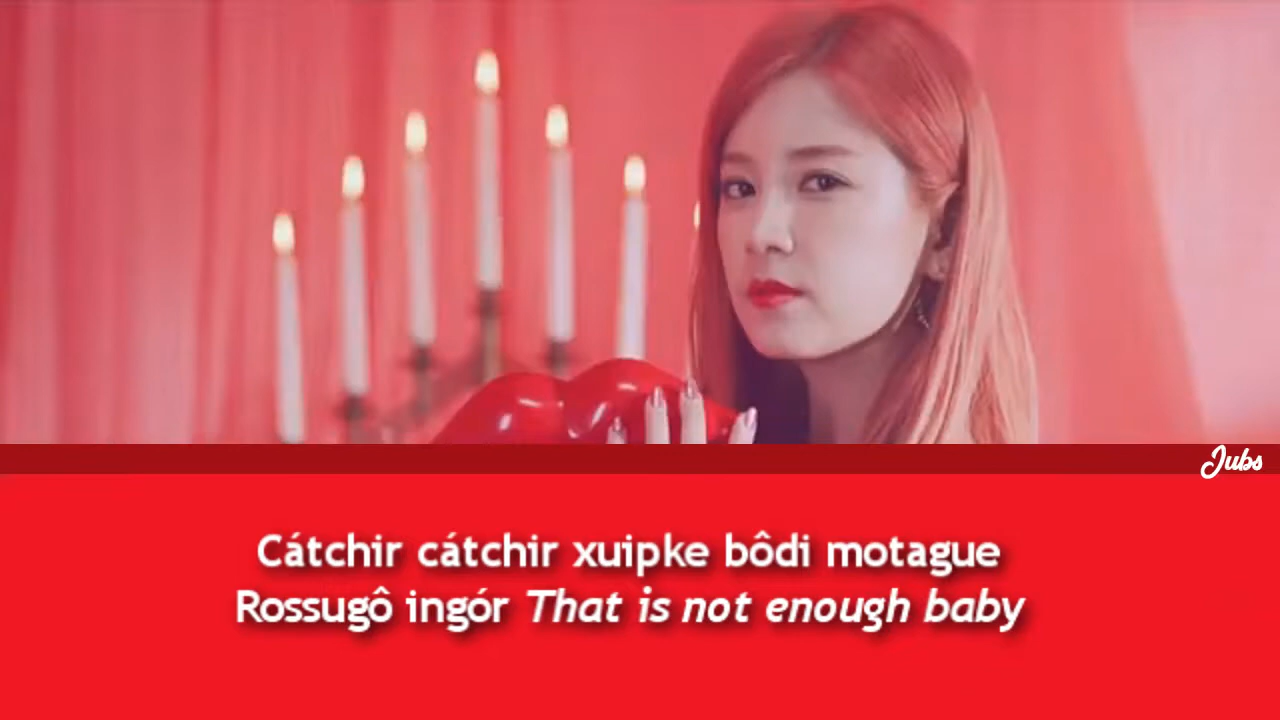 Jubs
Cátchir cátchir xuipke bôdi motague
Rossugô ingór That is not enough baby